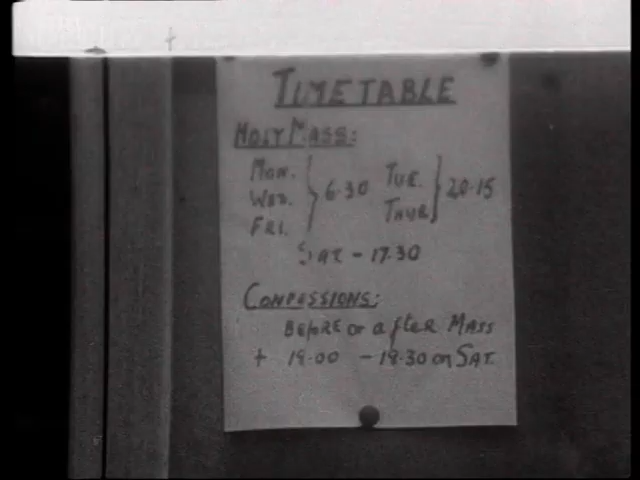 TIMETABLE
HOLY MASS:
MON. TUE.
WED. 6·30 20·15
FRI. THUR
SAT - 17.30
CONFESSIONS:
BEFORE or after MASS
+ 19.00 - 19.30 on SAT.